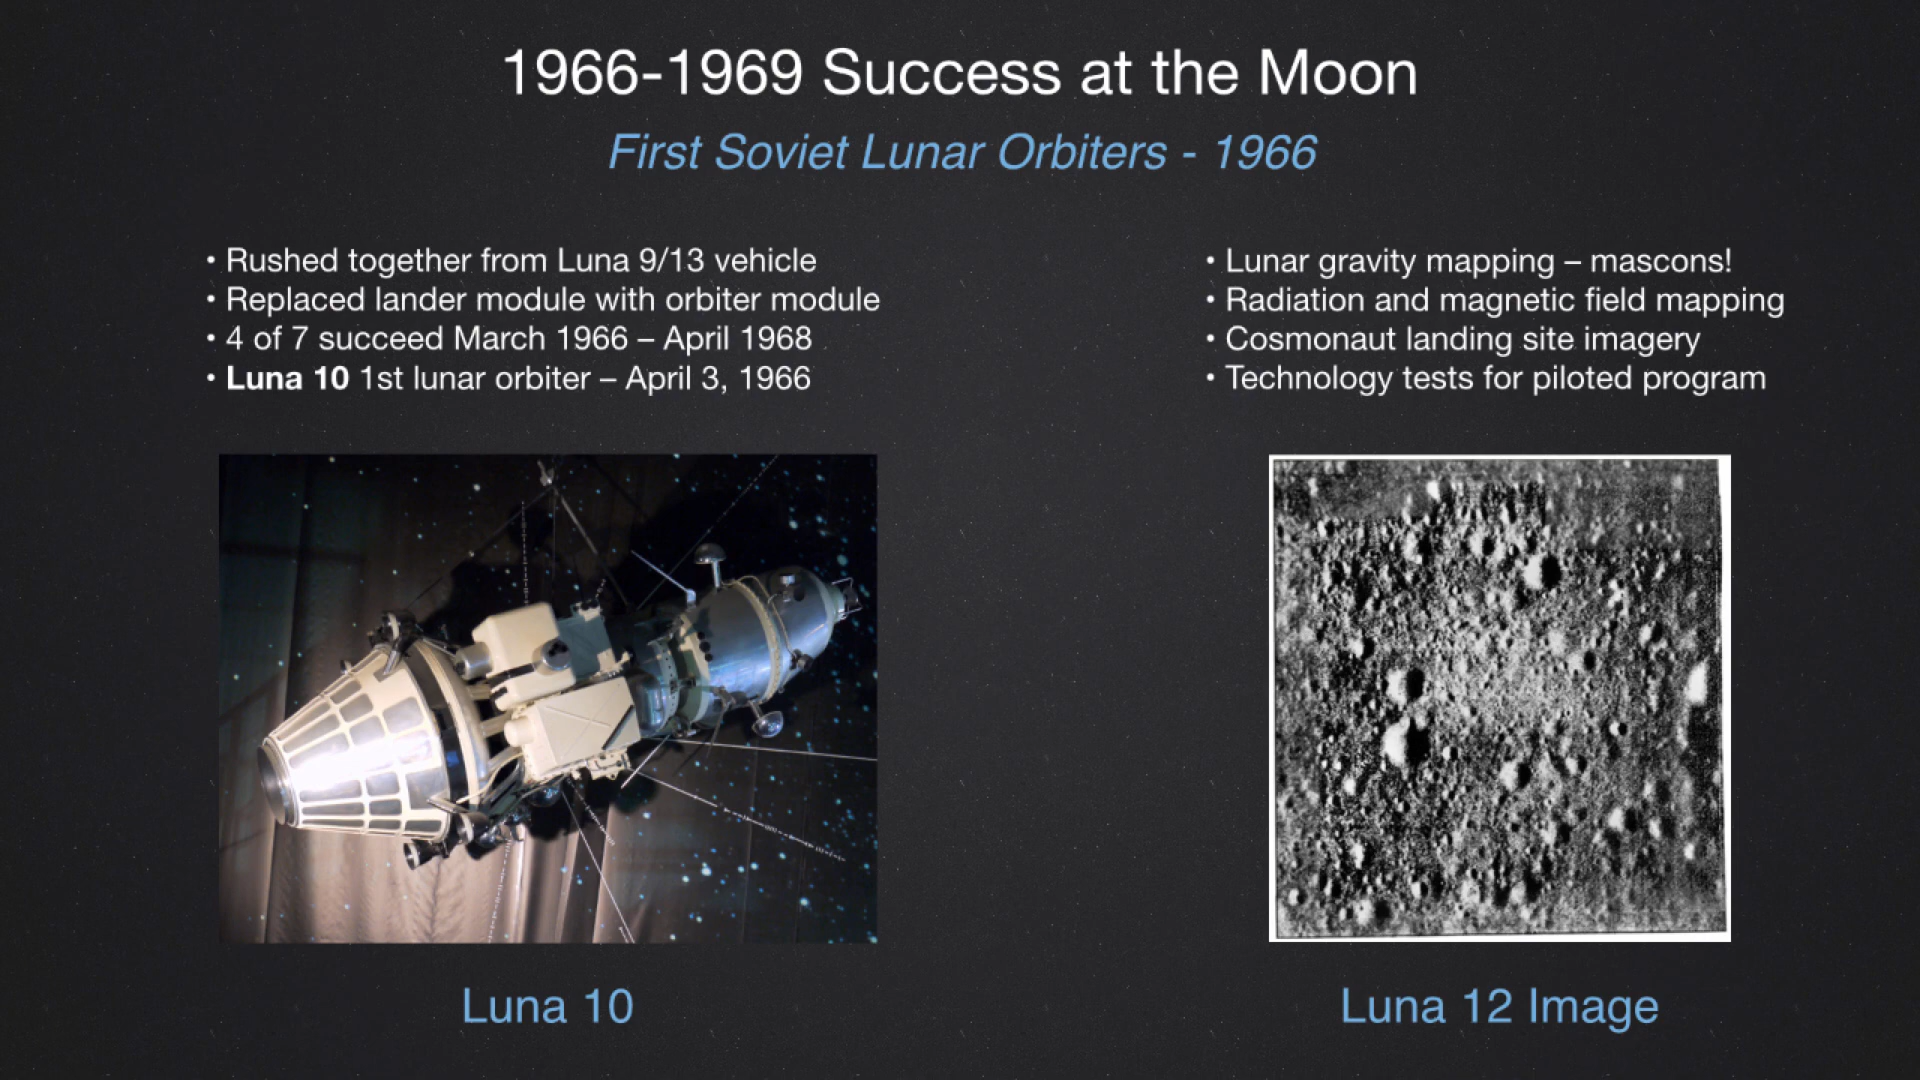 1966-1969 Success at the Moon
First Soviet Lunar Orbiters - 1966
• Rushed together from Luna 9/13 vehicle
• Replaced lander module with orbiter module
• 4 of 7 succeed March 1966 – April 1968
• Luna 10 1st lunar orbiter – April 3, 1966
• Lunar gravity mapping – mascons!
• Radiation and magnetic field mapping
• Cosmonaut landing site imagery
• Technology tests for piloted program
Luna 10
Luna 12 Image